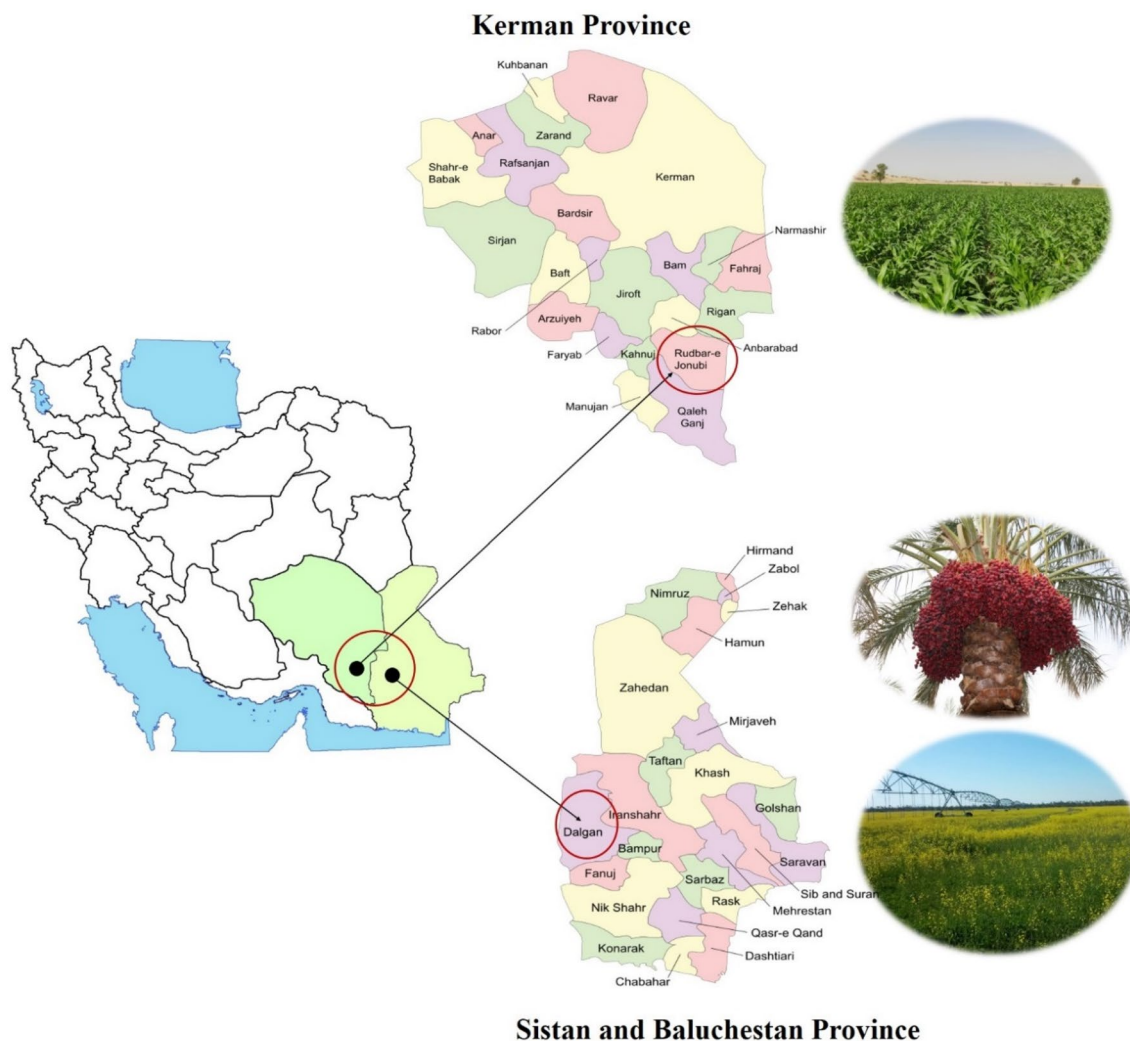 Kerman Province
Kuhbanan
Ravar
Anar
Zarand
Shahr-e
Babak
Rafsanjan
Kerman
Bardsir
Sirjan
Narmashir
Baft
Bam
Fahraj
Jiroft
Rigan
Arzuiyeh
Rabor
Anbarabad
Faryab
Kahnuj
Rudbar-e
Jonubi
Manujan
Qaleh
Ganj
Hirmand
Zabol
Nimruz
Zehak
Hamun
Zahedan
Mirjaveh
Taftan
Khash
Golshan
Iranshahr
Dalgan
Bampur
Saravan
Fanuj
Sarbaz
Sib and Suran
Rask
Mehrestan
Nik Shahr
Qasr-e Qand
Konarak
Dashtiari
Chabahar
Sistan and Baluchestan Province